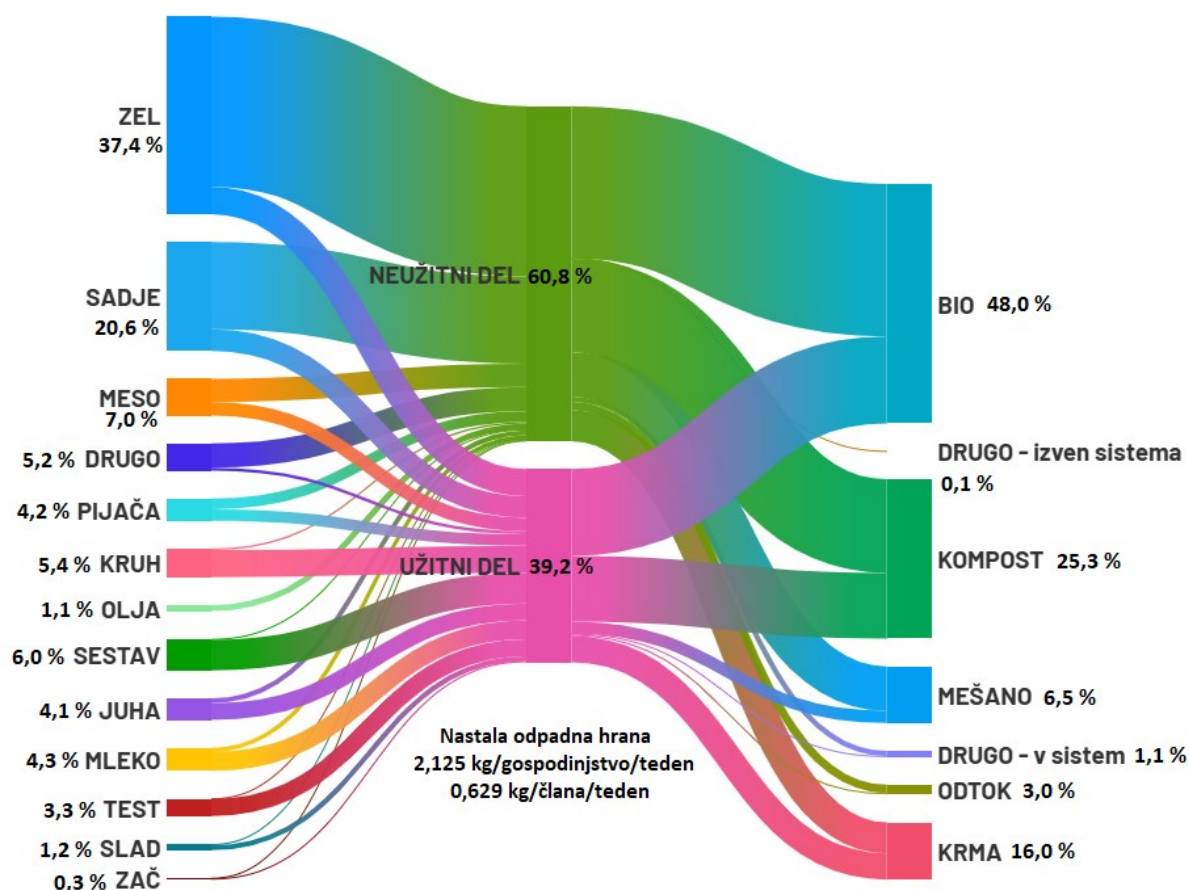 ZEL
37,4 %
SADJE
20,6 %
MESO
7,0 %
5,2 % DRUGO
4,2 % PIJAČA
5,4 % KRUH
1,1 % OLJA
6,0 % SESTAV
4,1 % JUHA
4,3 % MLEKO
3,3 % TEST
1,2 % SLAD
0,3 % ZAČ
NEUŽITNI DEL 60,8 %
UŽITNI DEL 39,2 %
Nastala odpadna hrana
2,125 kg/gospodinjstvo/teden
0,629 kg/člana/teden
BIO 48,0 %
DRUGO - izven sistema
0,1 %
KOMPOST 25,3 %
MEŠANO 6,5 %
DRUGO - v sistem 1,1 %
ODTOK 3,0 %
KRMA 16,0 %